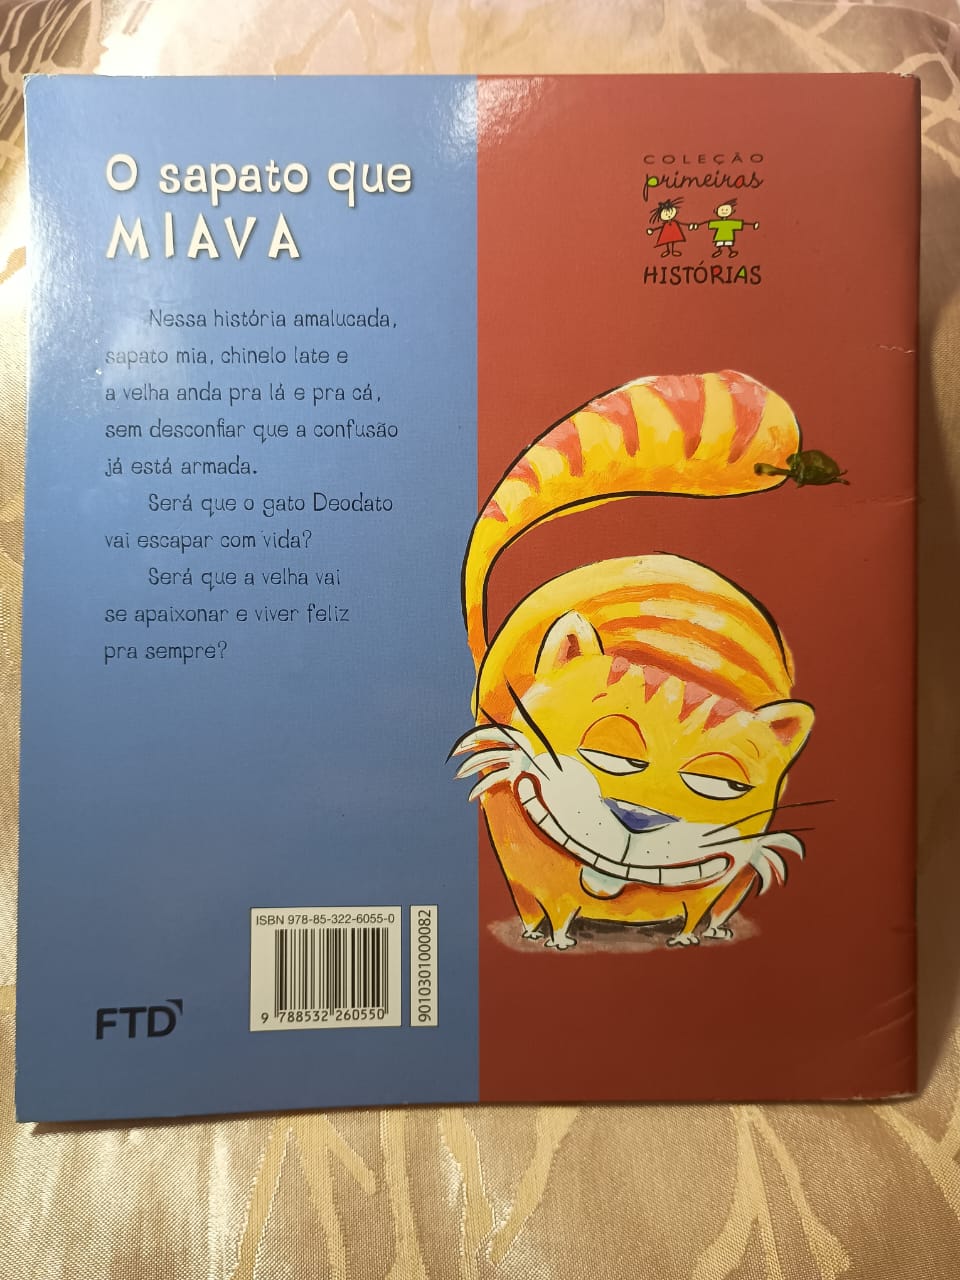 O sapato que
MIAVA
Nessa história amalucada,
sapato mia, chinelo late e
a velha anda pra lá e pra cá,
sem desconfiar que a confusão
já está armada.
Será que o gato Deodato
vai escapar com vida?
Será que a velha vai
se apaixonar e viver feliz
pra sempre?
COLEÇÃO
primeiras
HISTÓRIAS
ISBN 978-85-322-6055-0
9 788532 260550
9010301000082
FTD